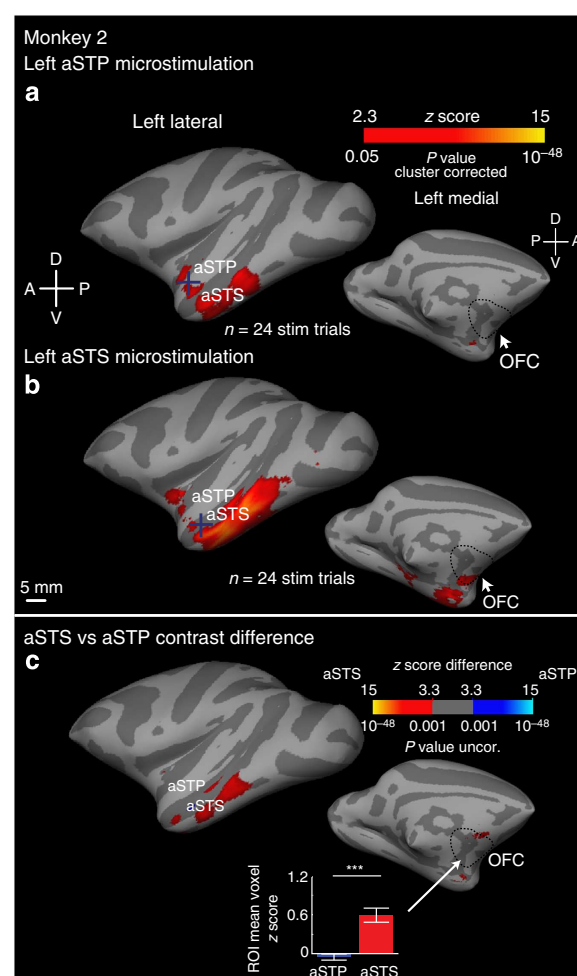 Monkey 2
Left aSTP microstimulation
a
Left lateral
2.3 z score 15
0.05 P value 10⁻⁴⁸
cluster corrected
Left medial
D
P A
V
D
A P
V
aSTP
aSTS
n = 24 stim trials
OFC
Left aSTS microstimulation
b
aSTP
aSTS
n = 24 stim trials
5 mm
OFC
aSTS vs aSTP contrast difference
c
z score difference
aSTS aSTP
15 3.3 3.3 15
10⁻⁴⁸ 0.001 0.001 10⁻⁴⁸
P value uncor.
aSTP
aSTS
OFC
ROI mean voxel
z score
1.2
0.6
0
***
aSTP aSTS